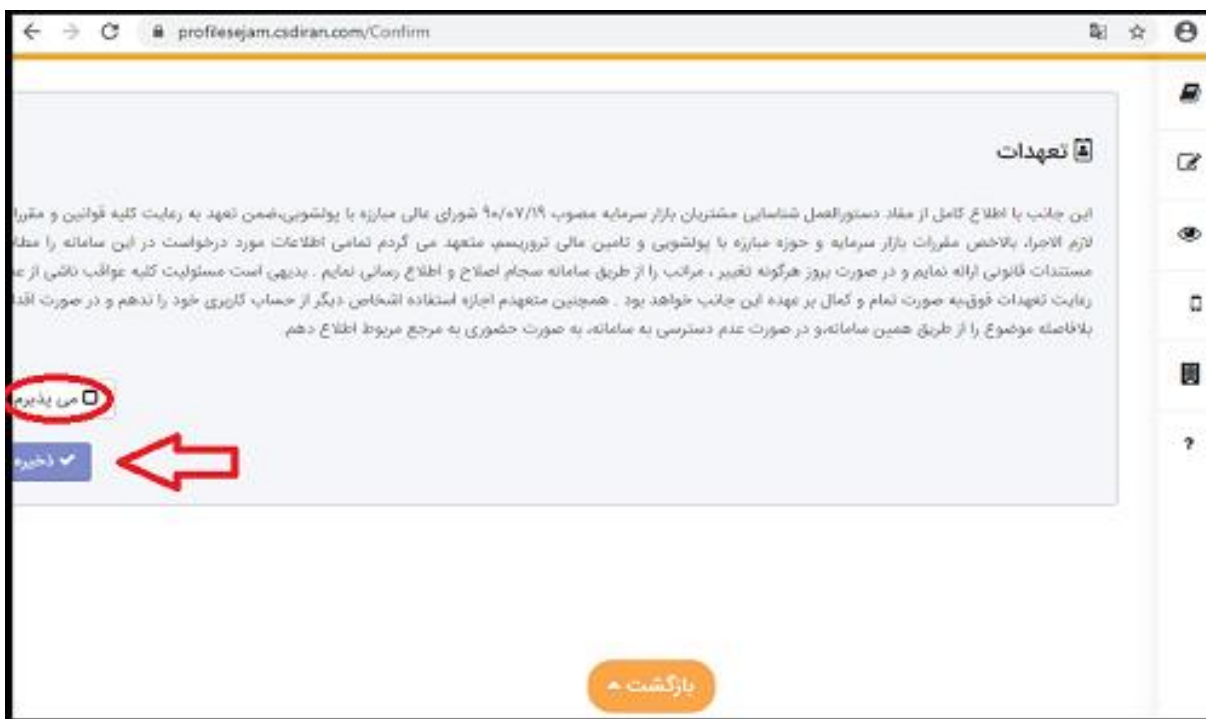 profilesejam.csdiran.com/Confirm
تعهدات
این جانب با اطلاع کامل از مفاد دستورالعمل شناسایی مشتریان بازار سرمایه مصوب ۹۰/۰۷/۱۹ شورای عالی مبارزه با پولشویی،ضمن تعهد به رعایت کلیه قوانین و
لازم الاجرا، بالاخص مقررات بازار سرمایه و حوزه مبارزه با پولشویی و تامین مالی تروریسم، متعهد می گردم تمامی اطلاعات مورد درخواست در این سامانه را
مستندات قانونی ارائه نمایم و در صورت بروز هرگونه تغییر ، مراتب را از طریق سامانه سجام اصلاح و اطلاع رسانی نمایم . بدیهی است مسئولیت کلیه عواقب ناشی از
رعایت تعهدات فوق،به صورت تمام و کمال بر عهده این جانب خواهد بود . همچنین متعهدم اجازه استفاده اشخاص دیگر از حساب کاربری خود را ندهم و در صورت
بلافاصله موضوع را از طریق همین سامانه،و در صورت عدم دسترسی به سامانه، به صورت حضوری به مرجع مربوط اطلاع دهم.
می پذیرم
ذخیره
بازگشت